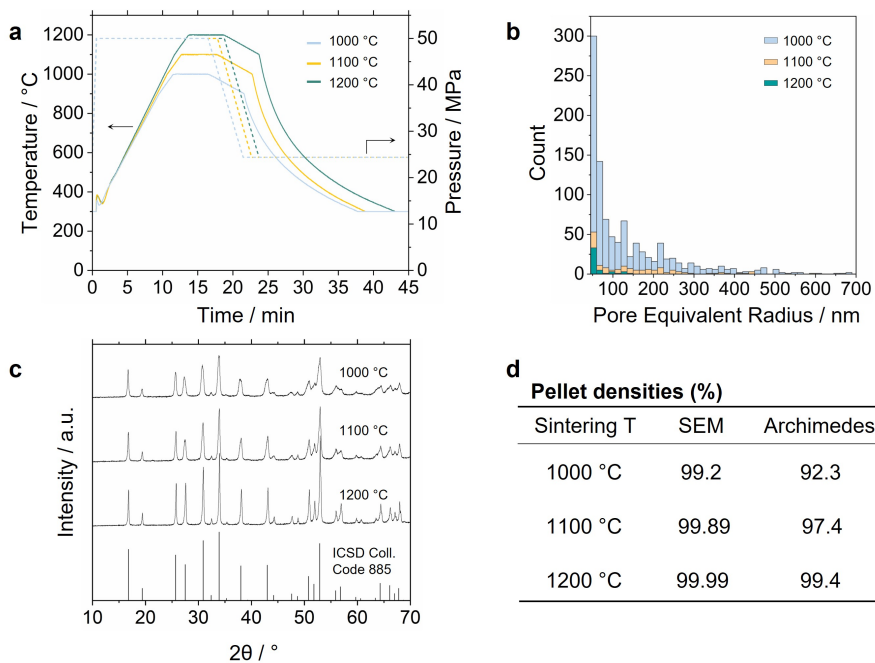 a
1200
1000
800
600
400
200
0
Temperature / °C
0 5 10 15 20 25 30 35 40 45
Time / min
50
40
30
20
10
0
Pressure / MPa
1000 °C
1100 °C
1200 °C
b
300
250
200
150
100
50
0
Count
100 200 300 400 500 600 700
Pore Equivalent Radius / nm
1000 °C
1100 °C
1200 °C
c
Intensity / a.u.
1000 °C
1100 °C
1200 °C
ICSD Coll.
Code 885
10 20 30 40 50 60 70
2θ / °
d
Pellet densities (%)
Sintering T SEM Archimedes
1000 °C 99.2 92.3
1100 °C 99.89 97.4
1200 °C 99.99 99.4